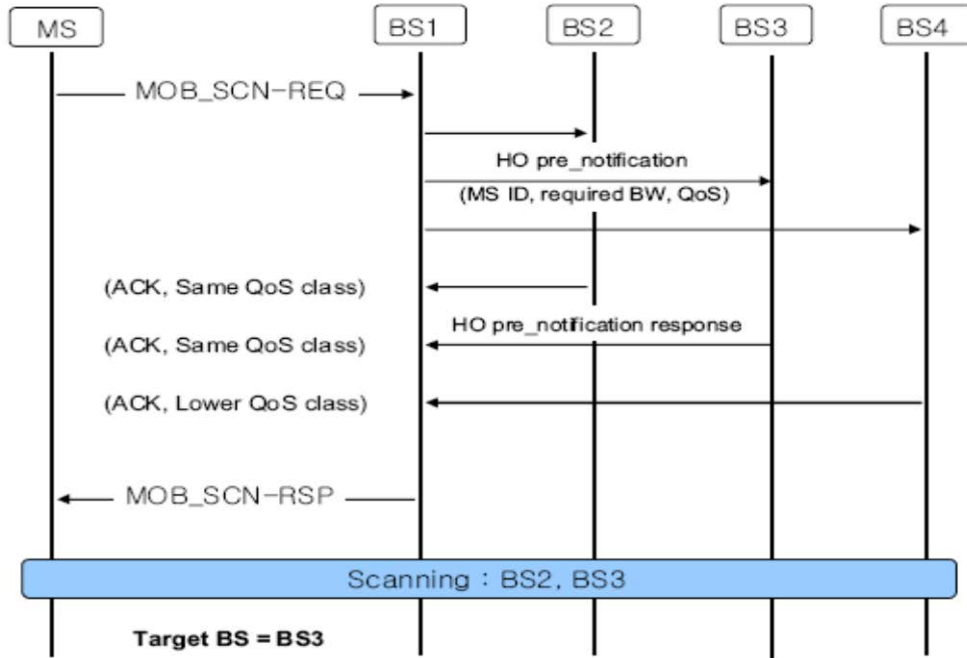 MS BS1 BS2 BS3 BS4
MOB_SCN-REQ
HO pre_notification
(MS ID, required BW, QoS)
(ACK, Same QoS class)
HO pre_notification response
(ACK, Same QoS class)
(ACK, Lower QoS class)
MOB_SCN-RSP
Scanning : BS2, BS3
Target BS = BS3